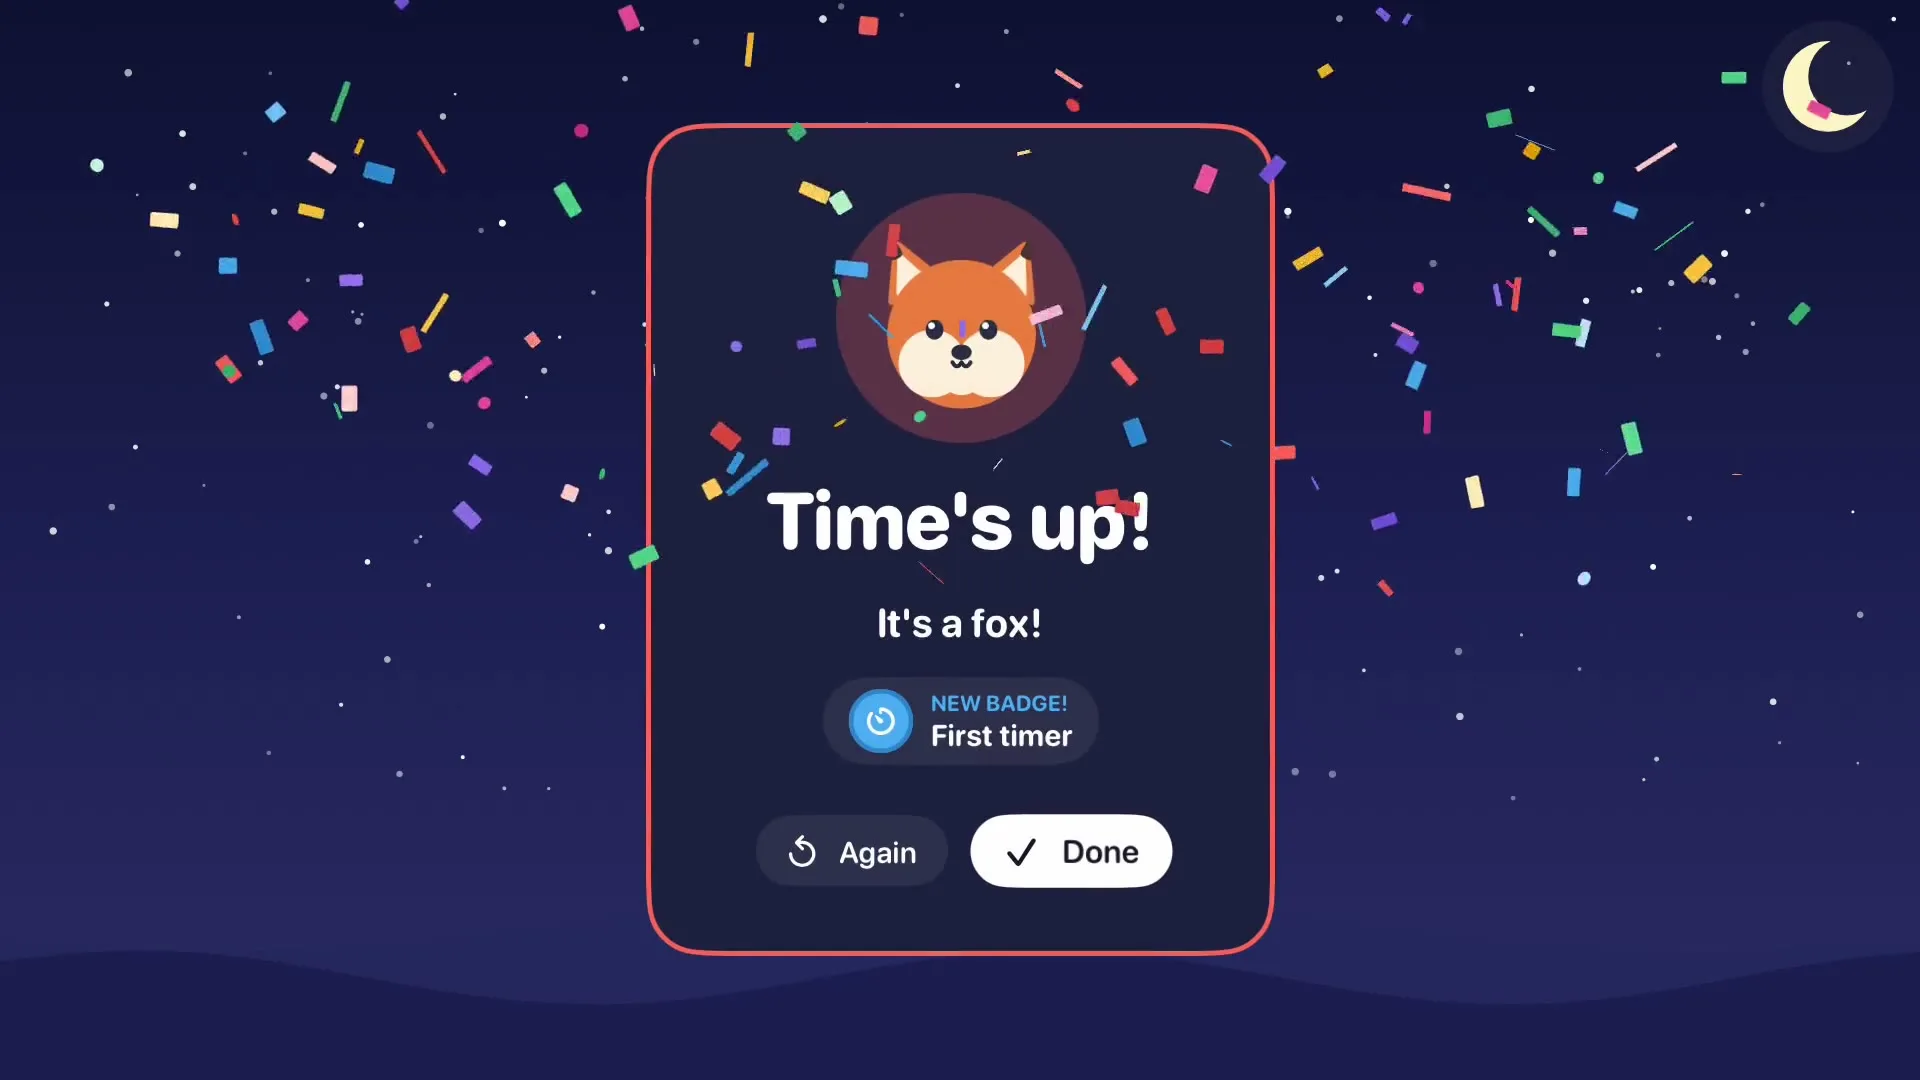 Time's up!
It's a fox!
NEW BADGE!
First timer
Again
Done